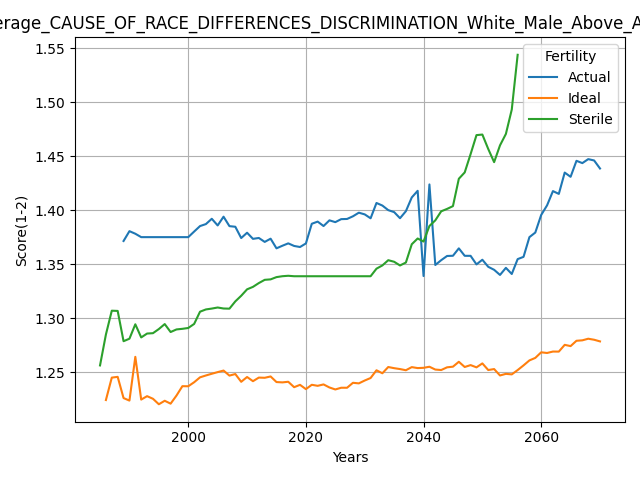 erage_CAUSE_OF_RACE_DIFFERENCES_DISCRIMINATION_White_Male_Above_A
Fertility
Actual
Ideal
Sterile
Score(1-2)
1.55
1.50
1.45
1.40
1.35
1.30
1.25
2000 2020 2040 2060
Years